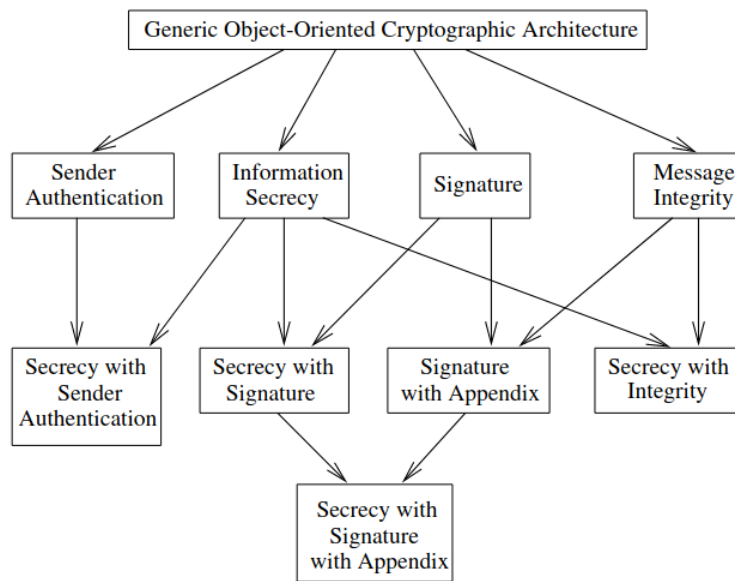 Generic Object-Oriented Cryptographic Architecture
Sender
Authentication
Information
Secrecy
Signature
Message
Integrity
Secrecy with
Sender
Authentication
Secrecy with
Signature
Signature
with Appendix
Secrecy with
Integrity
Secrecy with
Signature
with Appendix